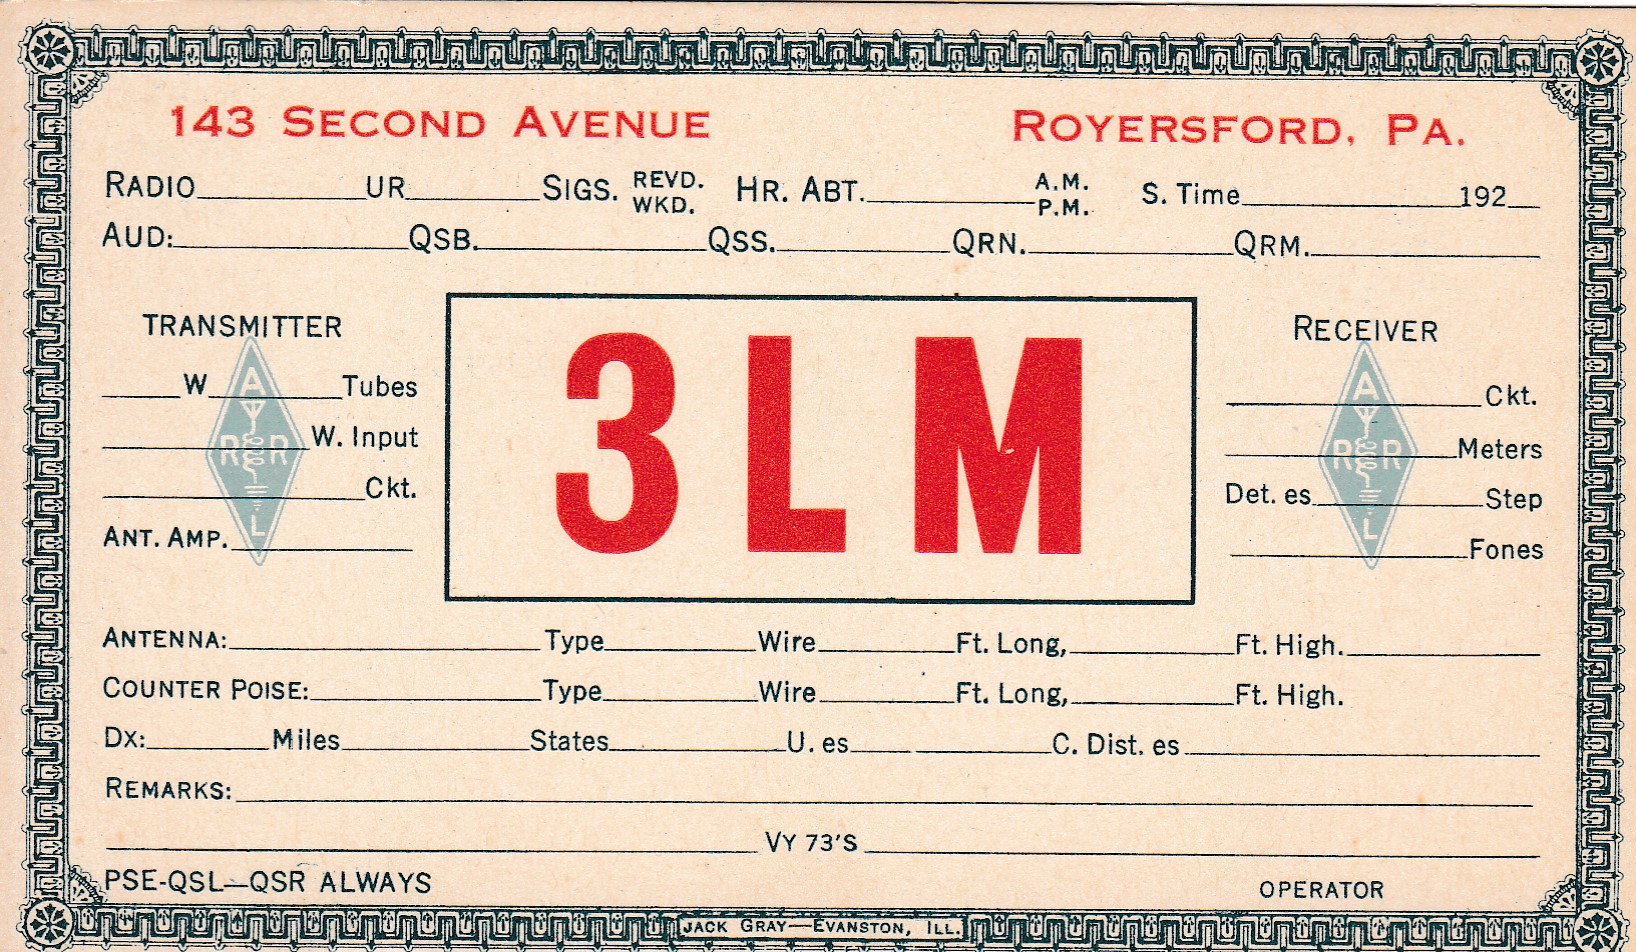 143 SECOND AVENUE ROYERSFORD, PA.
RADIO UR SIGS. REVD. WKD. HR. ABT. A.M. P.M. S. Time 192
AUD: QSB. QSS. QRN. QRM.
TRANSMITTER
W Tubes
W. Input
Ckt.
ANT. AMP.
A
R R
L
3LM
RECEIVER
Ckt.
Meters
Det. es Step
Fones
A
R R
L
ANTENNA: Type Wire Ft. Long, Ft. High.
COUNTER POISE: Type Wire Ft. Long, Ft. High.
DX: Miles States U. es C. Dist. es
REMARKS:
VY 73'S
PSE-QSL—QSR ALWAYS OPERATOR
JACK GRAY—EVANSTON, ILL.